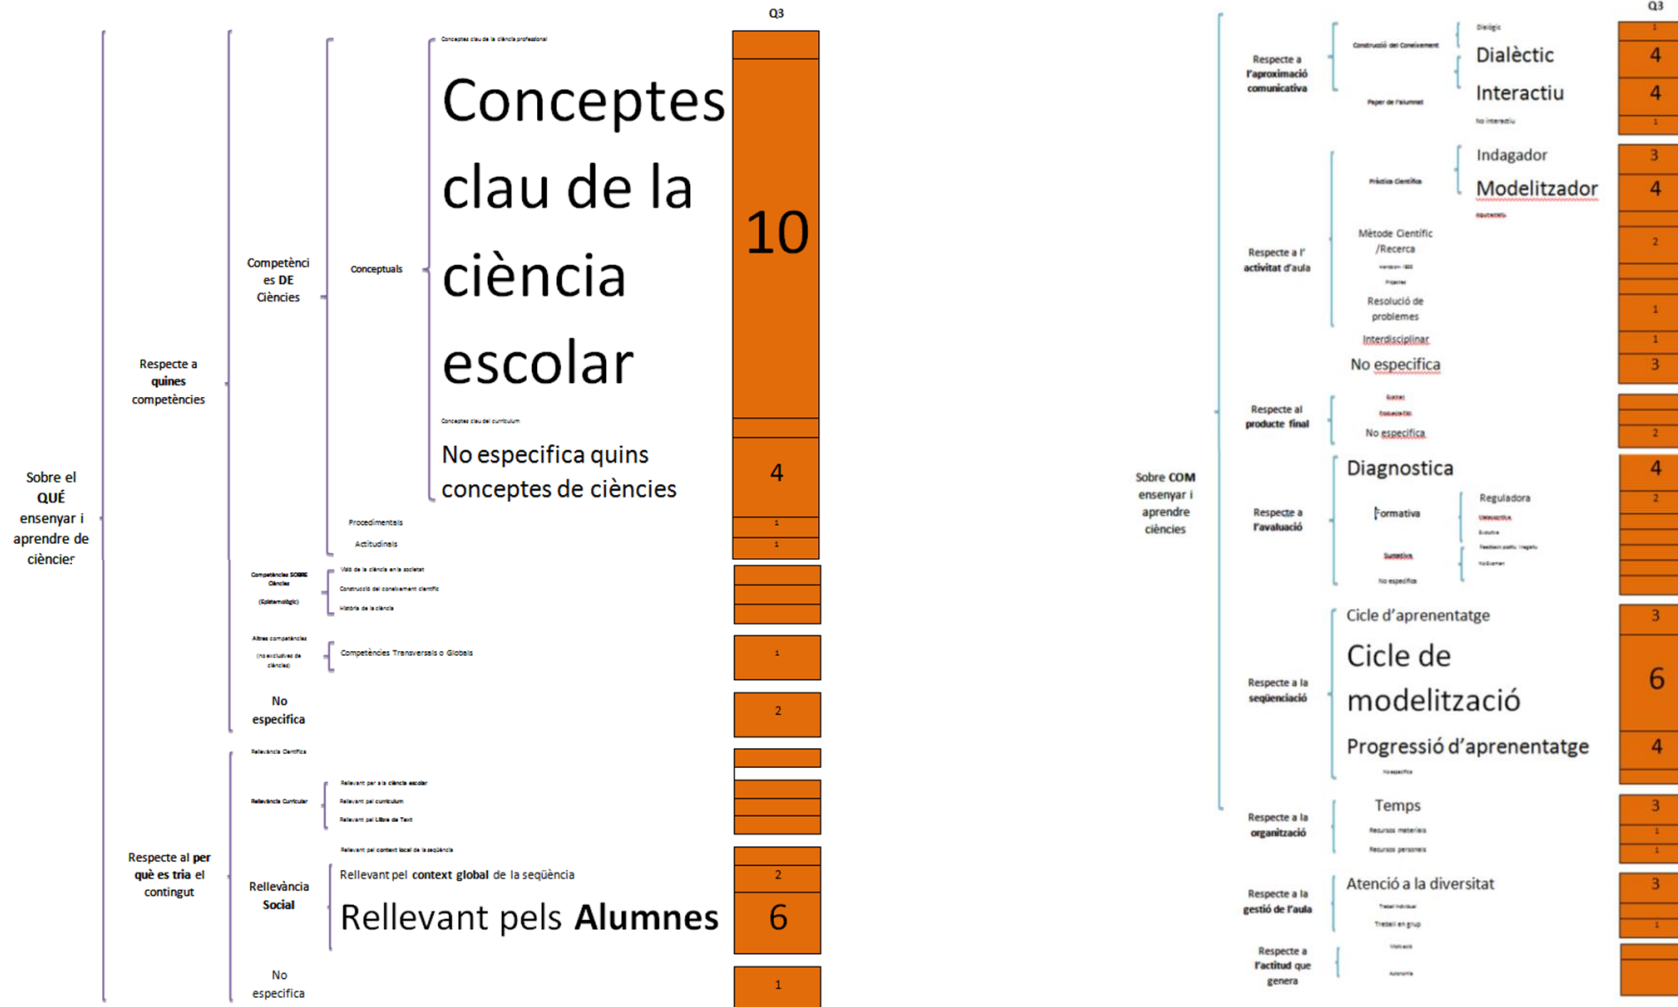 Q3
Conceptes clau de la ciència professional
Conceptes
clau de la
ciència
escolar
10
Conceptes clau del currículum
No especifica quins
conceptes de ciències
4
Conceptuals
Competènci
es DE
Ciències
Procedimentals
1
Actitudinals
1
Respecte a
quines
competències
Competències SOBRE
Ciències
(Epistemològic)
Visió de la ciència en la societat
Construcció del coneixement científic
Història de la ciència
Altres competències
(no exclusives de
ciències)
Competències Transversals o Globals
1
No
especifica
2
Sobre el
QUÉ
ensenyar i
aprendre de
ciències
Rellevància Científica
Rellevància Curricular
Rellevant per a la ciència escolar
Rellevant pel currículum
Rellevant pel Llibre de Text
Respecte al per
què es tria el
contingut
Rellevància
Social
Rellevant pel context local de la seqüència
Rellevant pel context global de la seqüència
2
Rellevant pels Alumnes
6
No
especifica
1
Q3
Sobre COM
ensenyar i
aprendre
ciències
Respecte a
l'aproximació
comunicativa
Construcció del Coneixement
Dialògic
1
Dialèctic
4
Paper de l'alumnet
Interactiu
4
No interactiu
1
Respecte a l'
activitat d'aula
Pràctica Científica
Indagador
3
Modelitzador
4
Mètode Científic
/Recerca
2
Projectes
Resolució de
problemes
1
Interdisciplinar
1
No especifica
3
Respecte al
producte final
No especifica
2
Respecte a
l'avaluació
Diagnostica
4
Formativa
Reguladora
2
Sumativa
No especifica
Respecte a la
seqüenciació
Cicle d'aprenentatge
3
Cicle de
modelització
6
Progressió d'aprenentatge
4
No especifica
Respecte a la
organització
Temps
3
Recursos materials
1
Recursos personals
1
Respecte a la
gestió de l'aula
Atenció a la diversitat
3
Treball individual
Treball en grup
1
Respecte a
l'actitud que
genera
Motivació
Autonomia